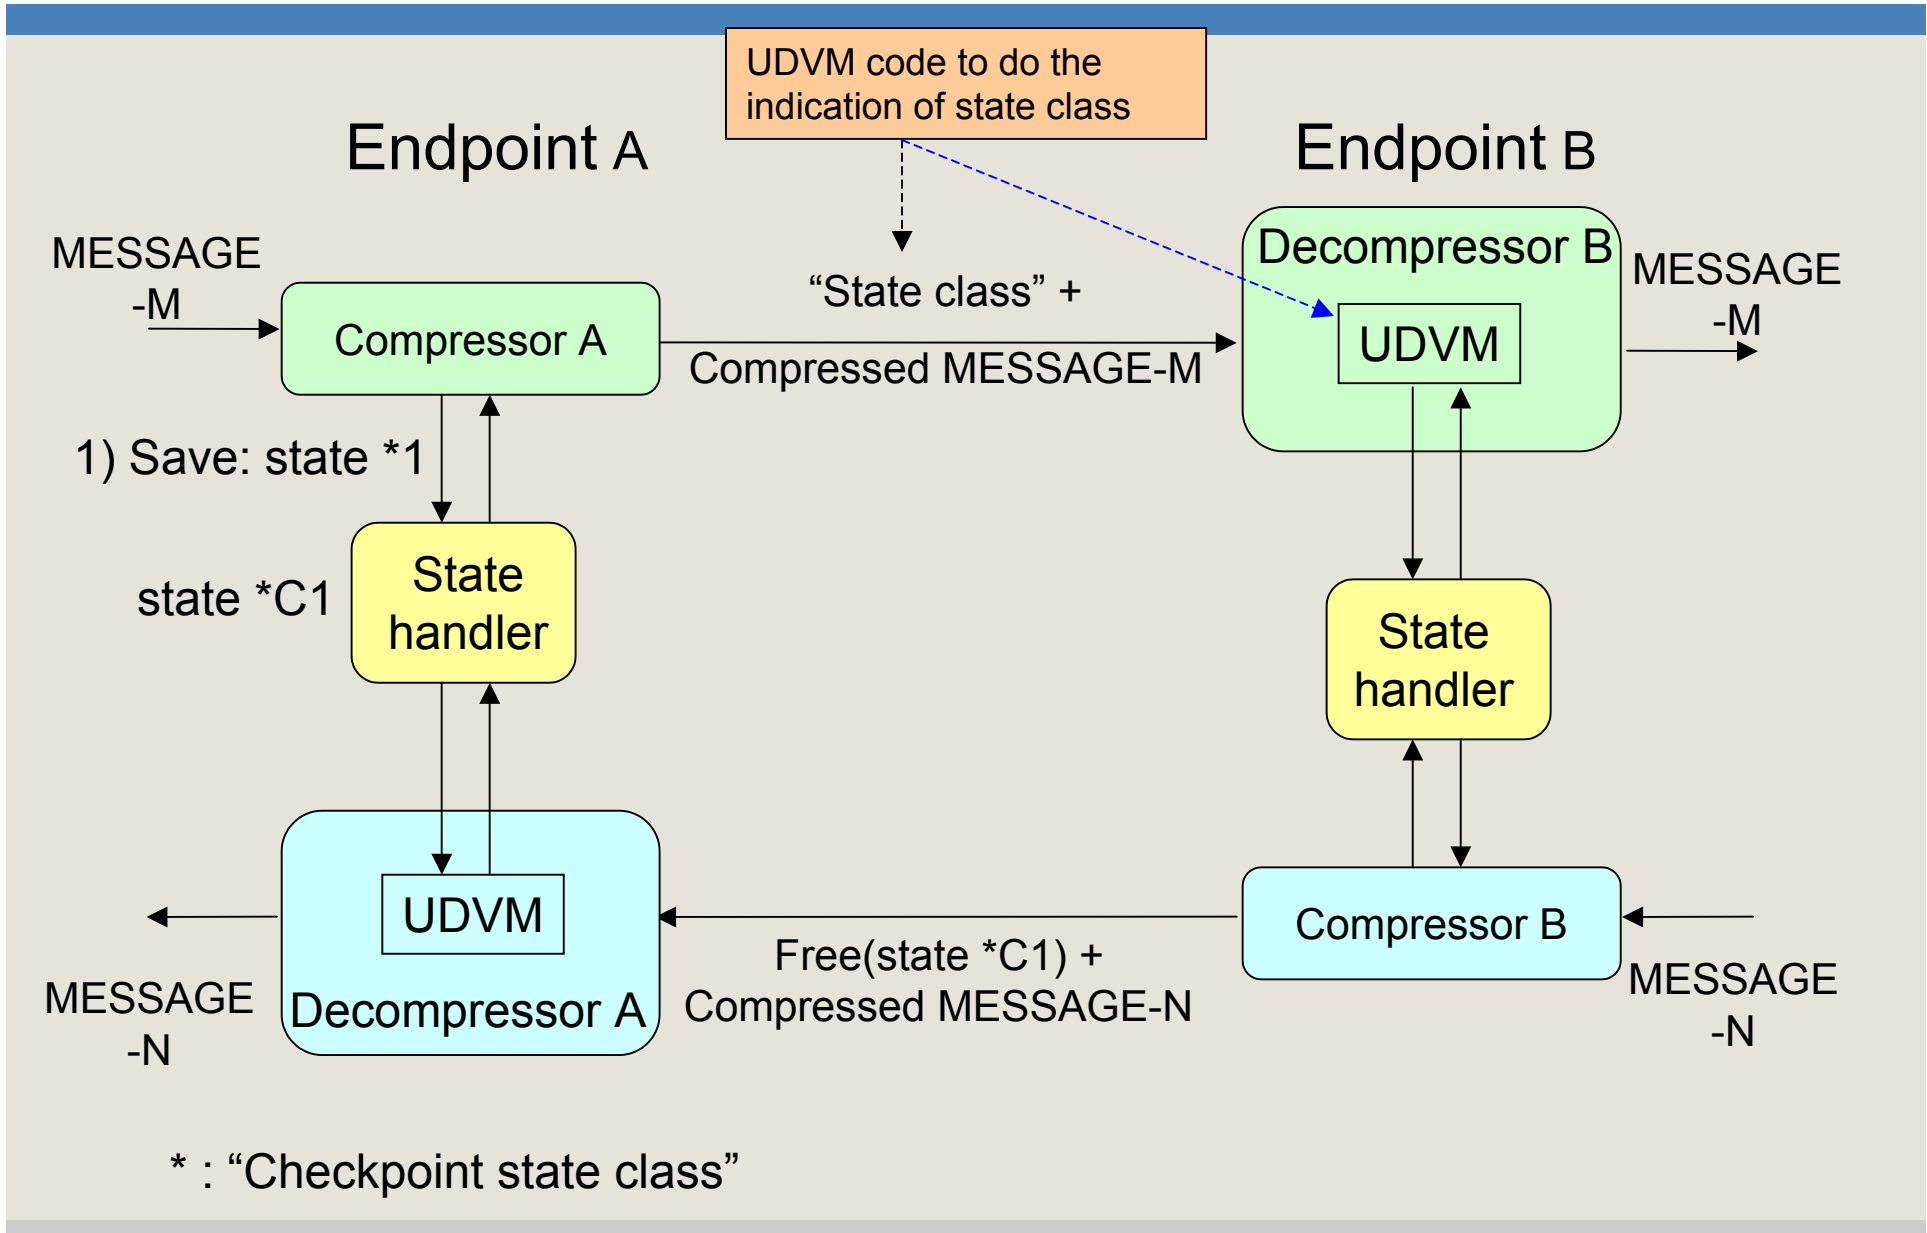 UDVM code to do the
indication of state class
Endpoint A
Endpoint B
MESSAGE
-M
Compressor A
“State class” +
Compressed MESSAGE-M
Decompressor B
UDVM
MESSAGE
-M
1) Save: state *1
state *C1
State
handler
State
handler
UDVM
Decompressor A
MESSAGE
-N
Free(state *C1) +
Compressed MESSAGE-N
Compressor B
MESSAGE
-N
* : “Checkpoint state class”